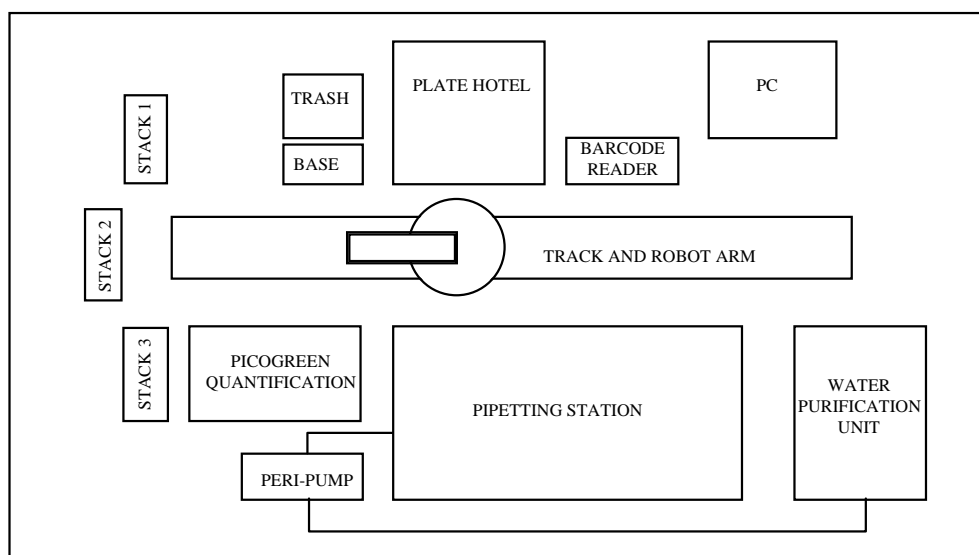 TRASH
PLATE HOTEL
PC
STACK 1
BASE
BARCODE
READER
STACK 2
TRACK AND ROBOT ARM
STACK 3
PICOGREEN
QUANTIFICATION
PIPETTING STATION
WATER
PURIFICATION
UNIT
PERI-PUMP